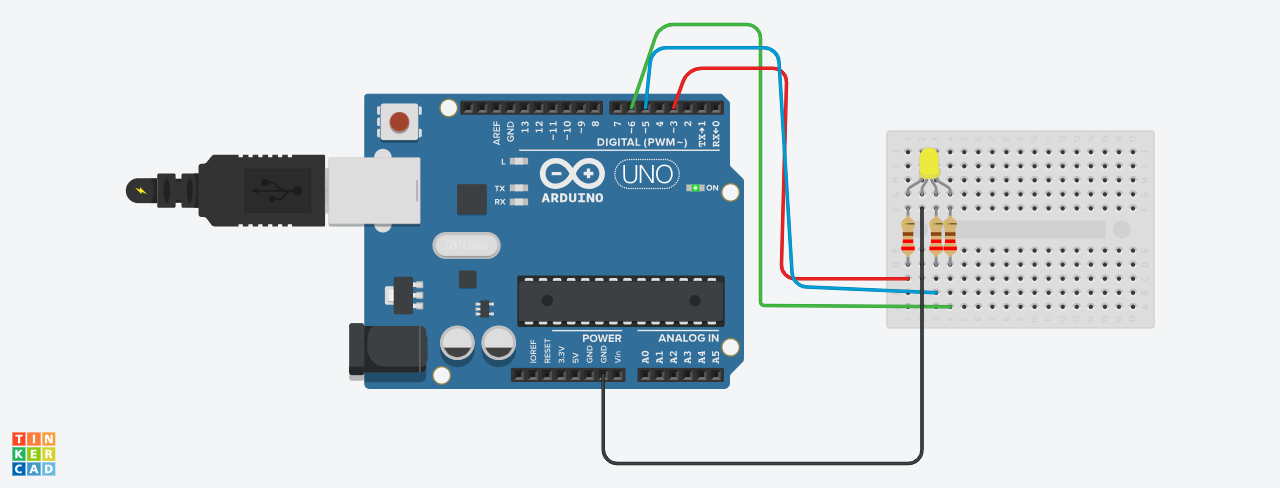 AREF
GND
13
12
~11
~10
~9
8
7
~6
~5
4
~3
2
TX→1
RX←0
DIGITAL (PWM~)
L
TX
RX
UNO
ON
ARDUINO
POWER
ANALOG IN
IOREF
RESET
3.3V
5V
GND
GND
Vin
A0
A1
A2
A3
A4
A5
TIN
KER
CAD